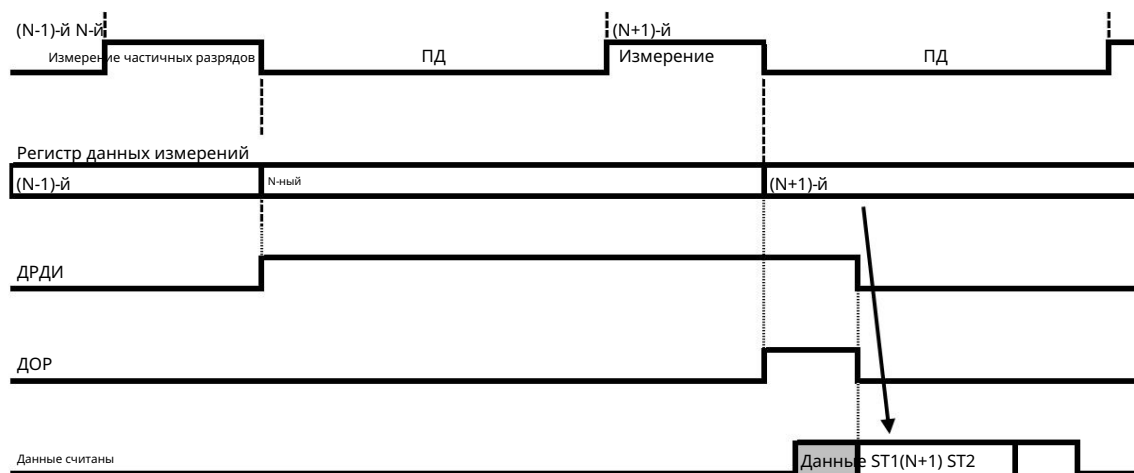 (N-1)-й N-й
(N+1)-й
Измерение частичных разрядов
ПД
Измерение
ПД
Регистр данных измерений
(N-1)-й
N-ный
(N+1)-й
ДРДИ
ДОР
Данные считаны
Данные ST1(N+1) ST2